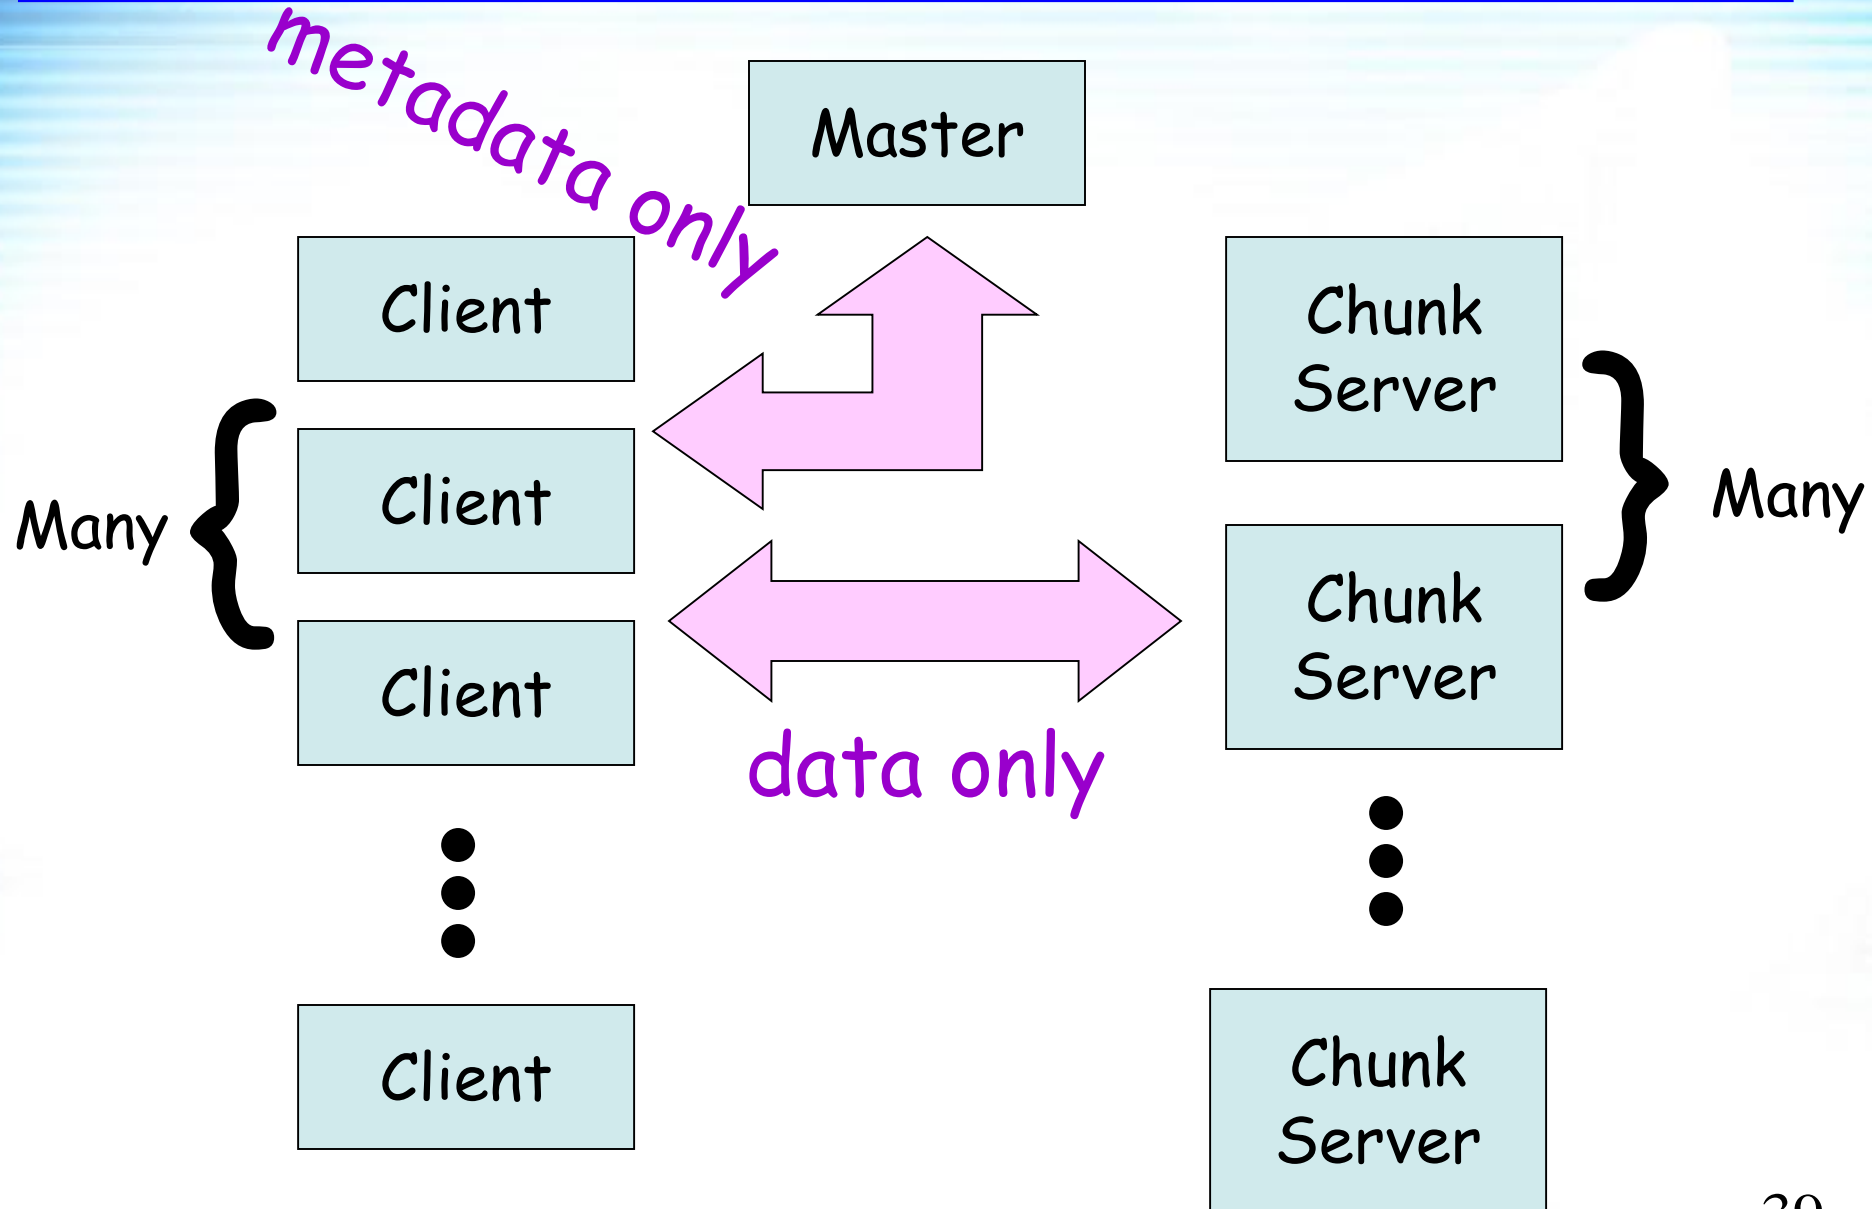 metadata only
Master
Client
Chunk
Server
Client
Many
Many
Chunk
Server
Client
data only
Client
Chunk
Server